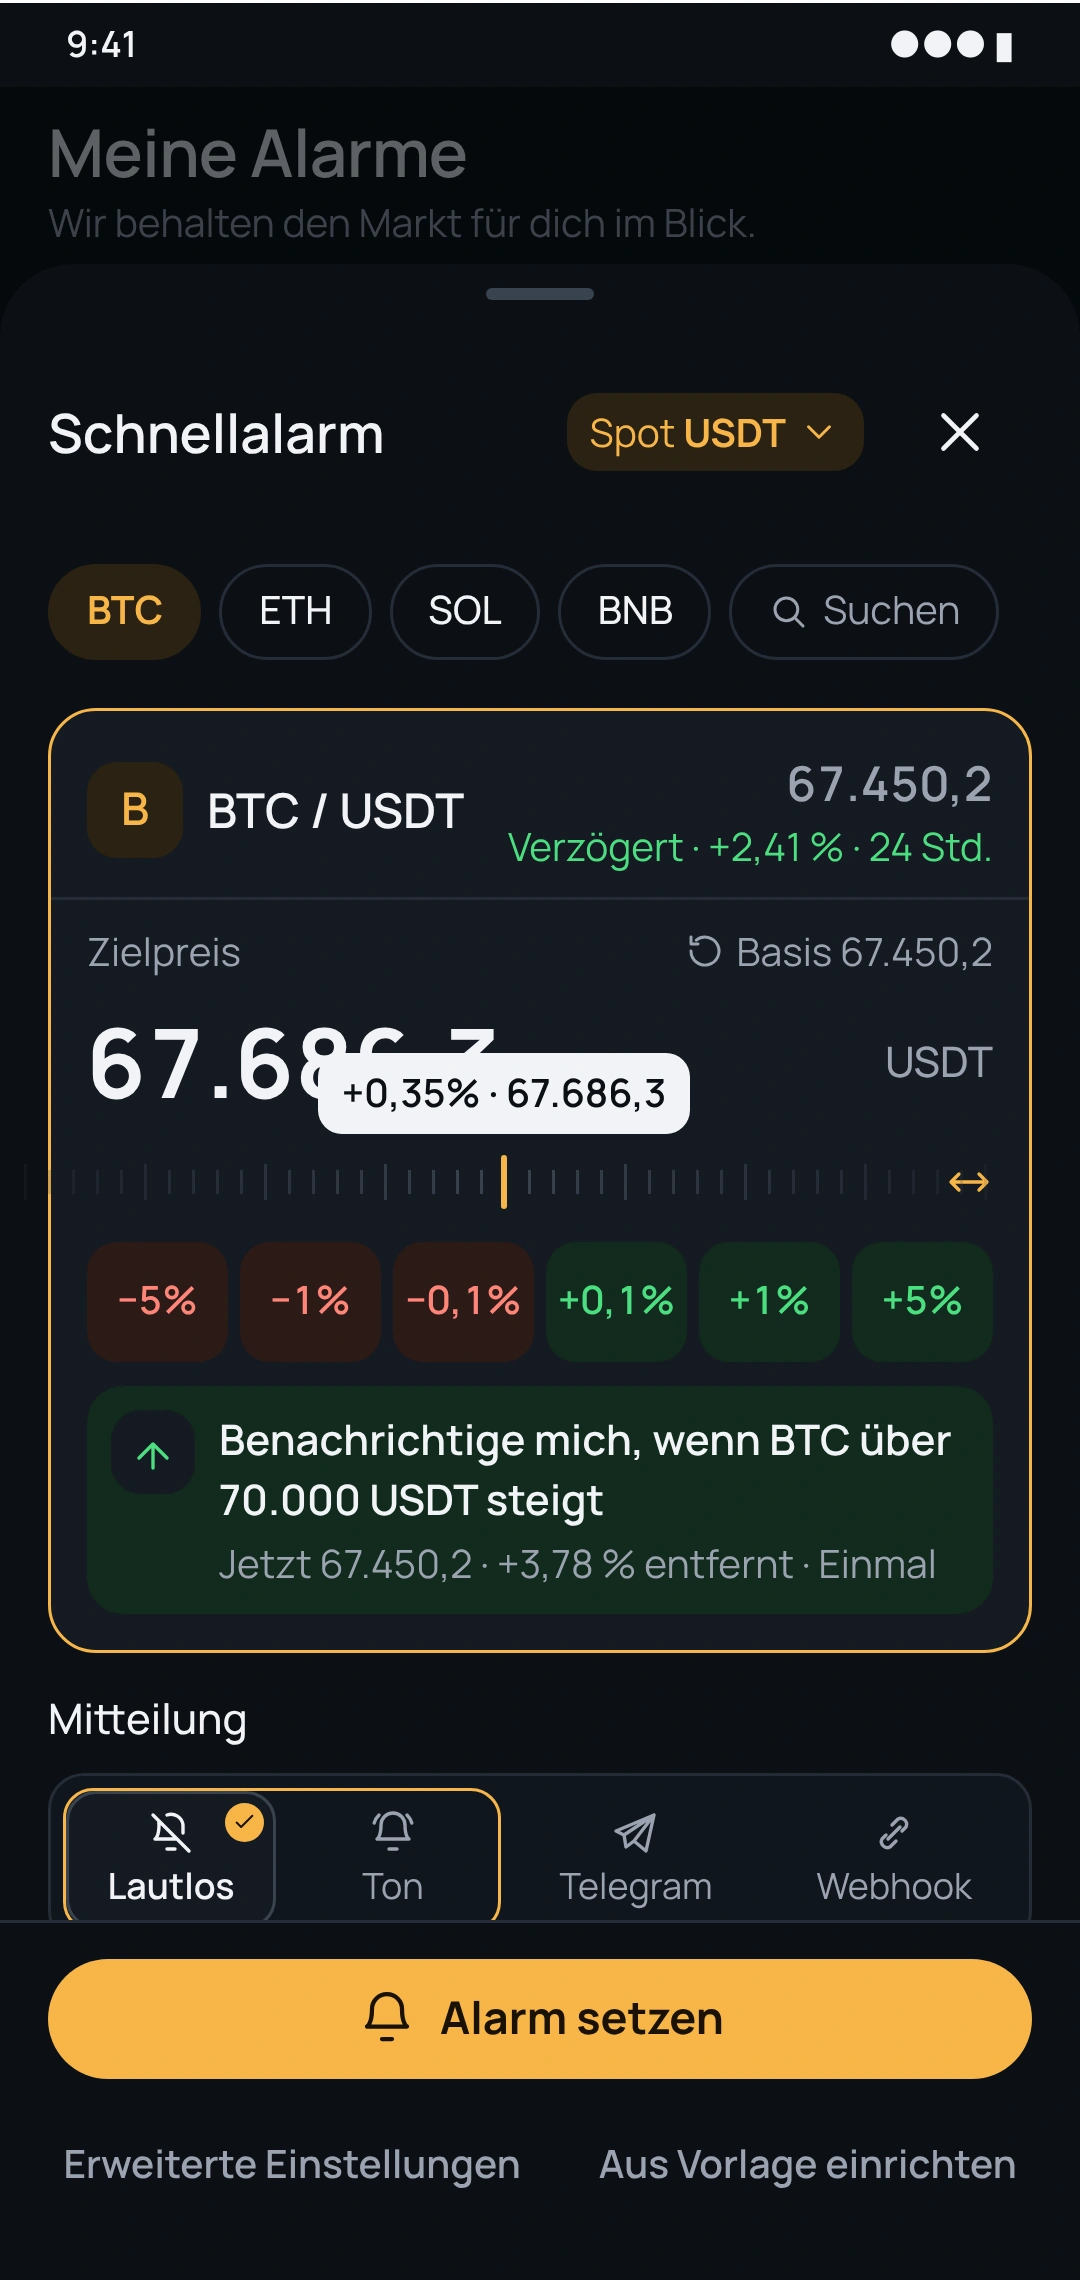 9:41
Meine Alarme
Wir behalten den Markt für dich im Blick.
Schnellalarm
Spot USDT
BTC
ETH
SOL
BNB
Suchen
B
BTC / USDT
67.450,2
Verzögert · +2,41 % · 24 Std.
Zielpreis
Basis 67.450,2
67.686,3
USDT
+0,35% · 67.686,3
−5%
−1%
−0,1%
+0,1%
+1%
+5%
Benachrichtige mich, wenn BTC über
70.000 USDT steigt
Jetzt 67.450,2 · +3,78 % entfernt · Einmal
Mitteilung
Lautlos
Ton
Telegram
Webhook
Alarm setzen
Erweiterte Einstellungen
Aus Vorlage einrichten